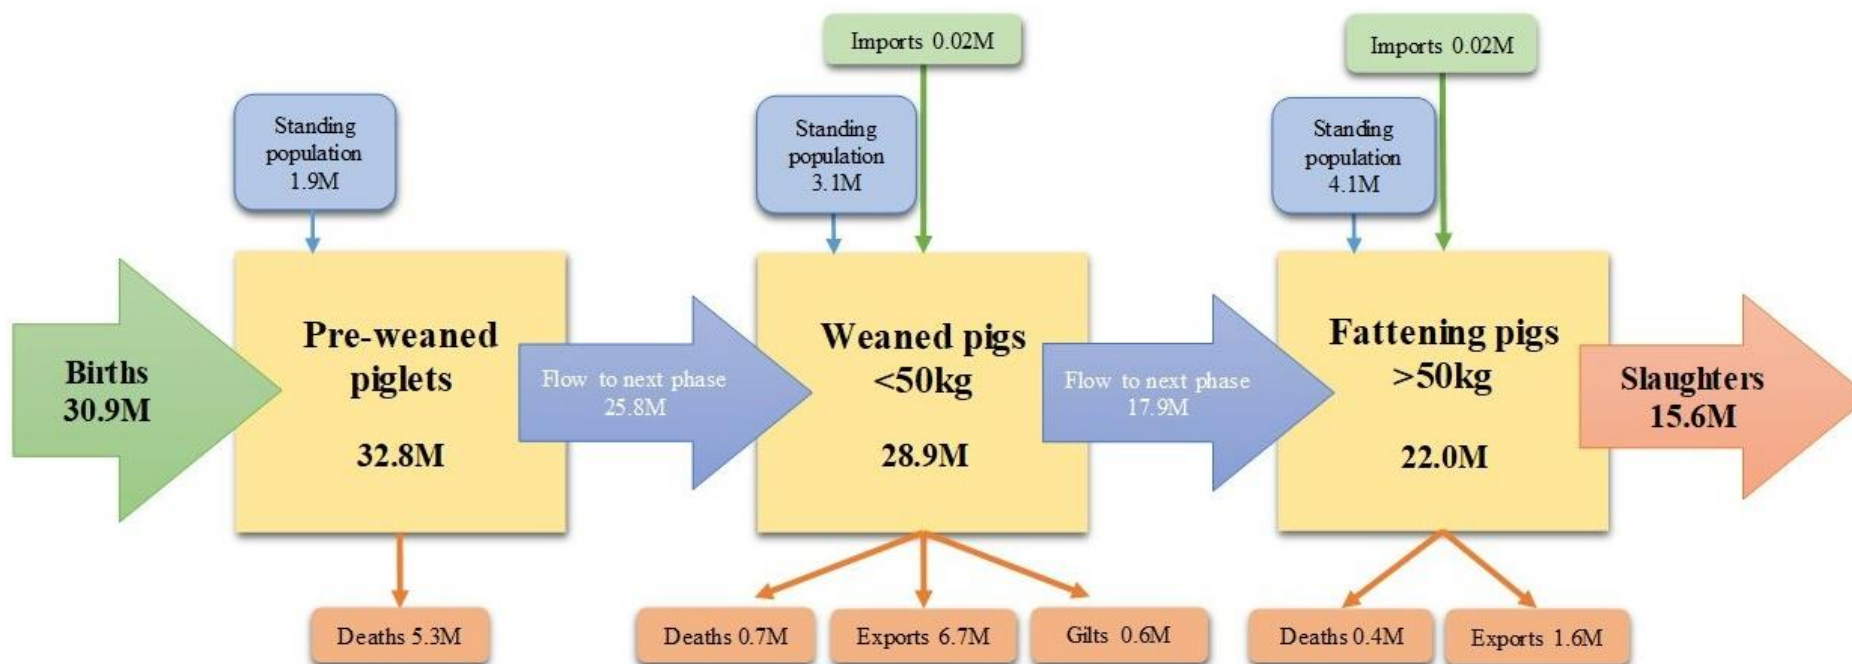 Imports 0.02M
Imports 0.02M
Standing
population
1.9M
Standing
population
3.1M
Standing
population
4.1M
Births
30.9M
Pre-weaned
piglets
32.8M
Flow to next phase
25.8M
Weaned pigs
<50kg
28.9M
Flow to next phase
17.9M
Fattening pigs
>50kg
22.0M
Slaughters
15.6M
Deaths 5.3M
Deaths 0.7M
Exports 6.7M
Gilts 0.6M
Deaths 0.4M
Exports 1.6M